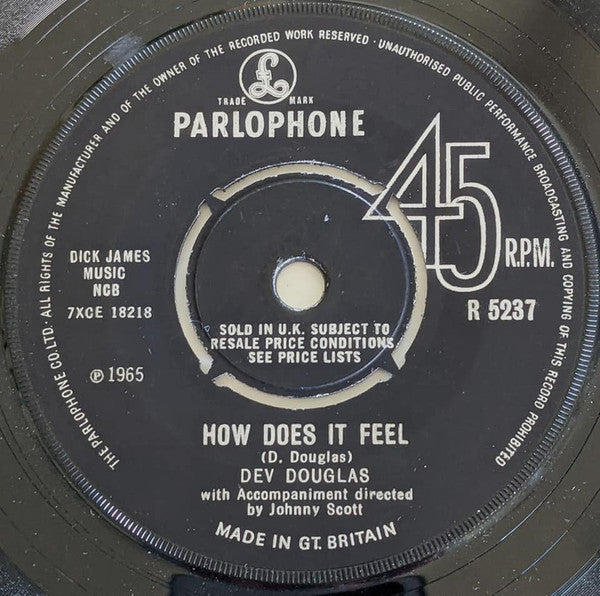 THE PARLOPHONE CO.LTD. ALL RIGHTS OF THE MANUFACTURER AND OF THE OWNER OF THE RECORDED WORK RESERVED · UNAUTHORISED PUBLIC PERFORMANCE BROADCASTING AND COPYING OF THIS RECORD PROHIBITED
£
TRADE MARK
PARLOPHONE
45
R.P.M.
DICK JAMES
MUSIC
NCB
7XCE 18218
R 5237
SOLD IN U.K. SUBJECT TO
RESALE PRICE CONDITIONS,
SEE PRICE LISTS
℗ 1965
HOW DOES IT FEEL
(D. Douglas)
DEV DOUGLAS
with Accompaniment directed
by Johnny Scott
MADE IN GT. BRITAIN